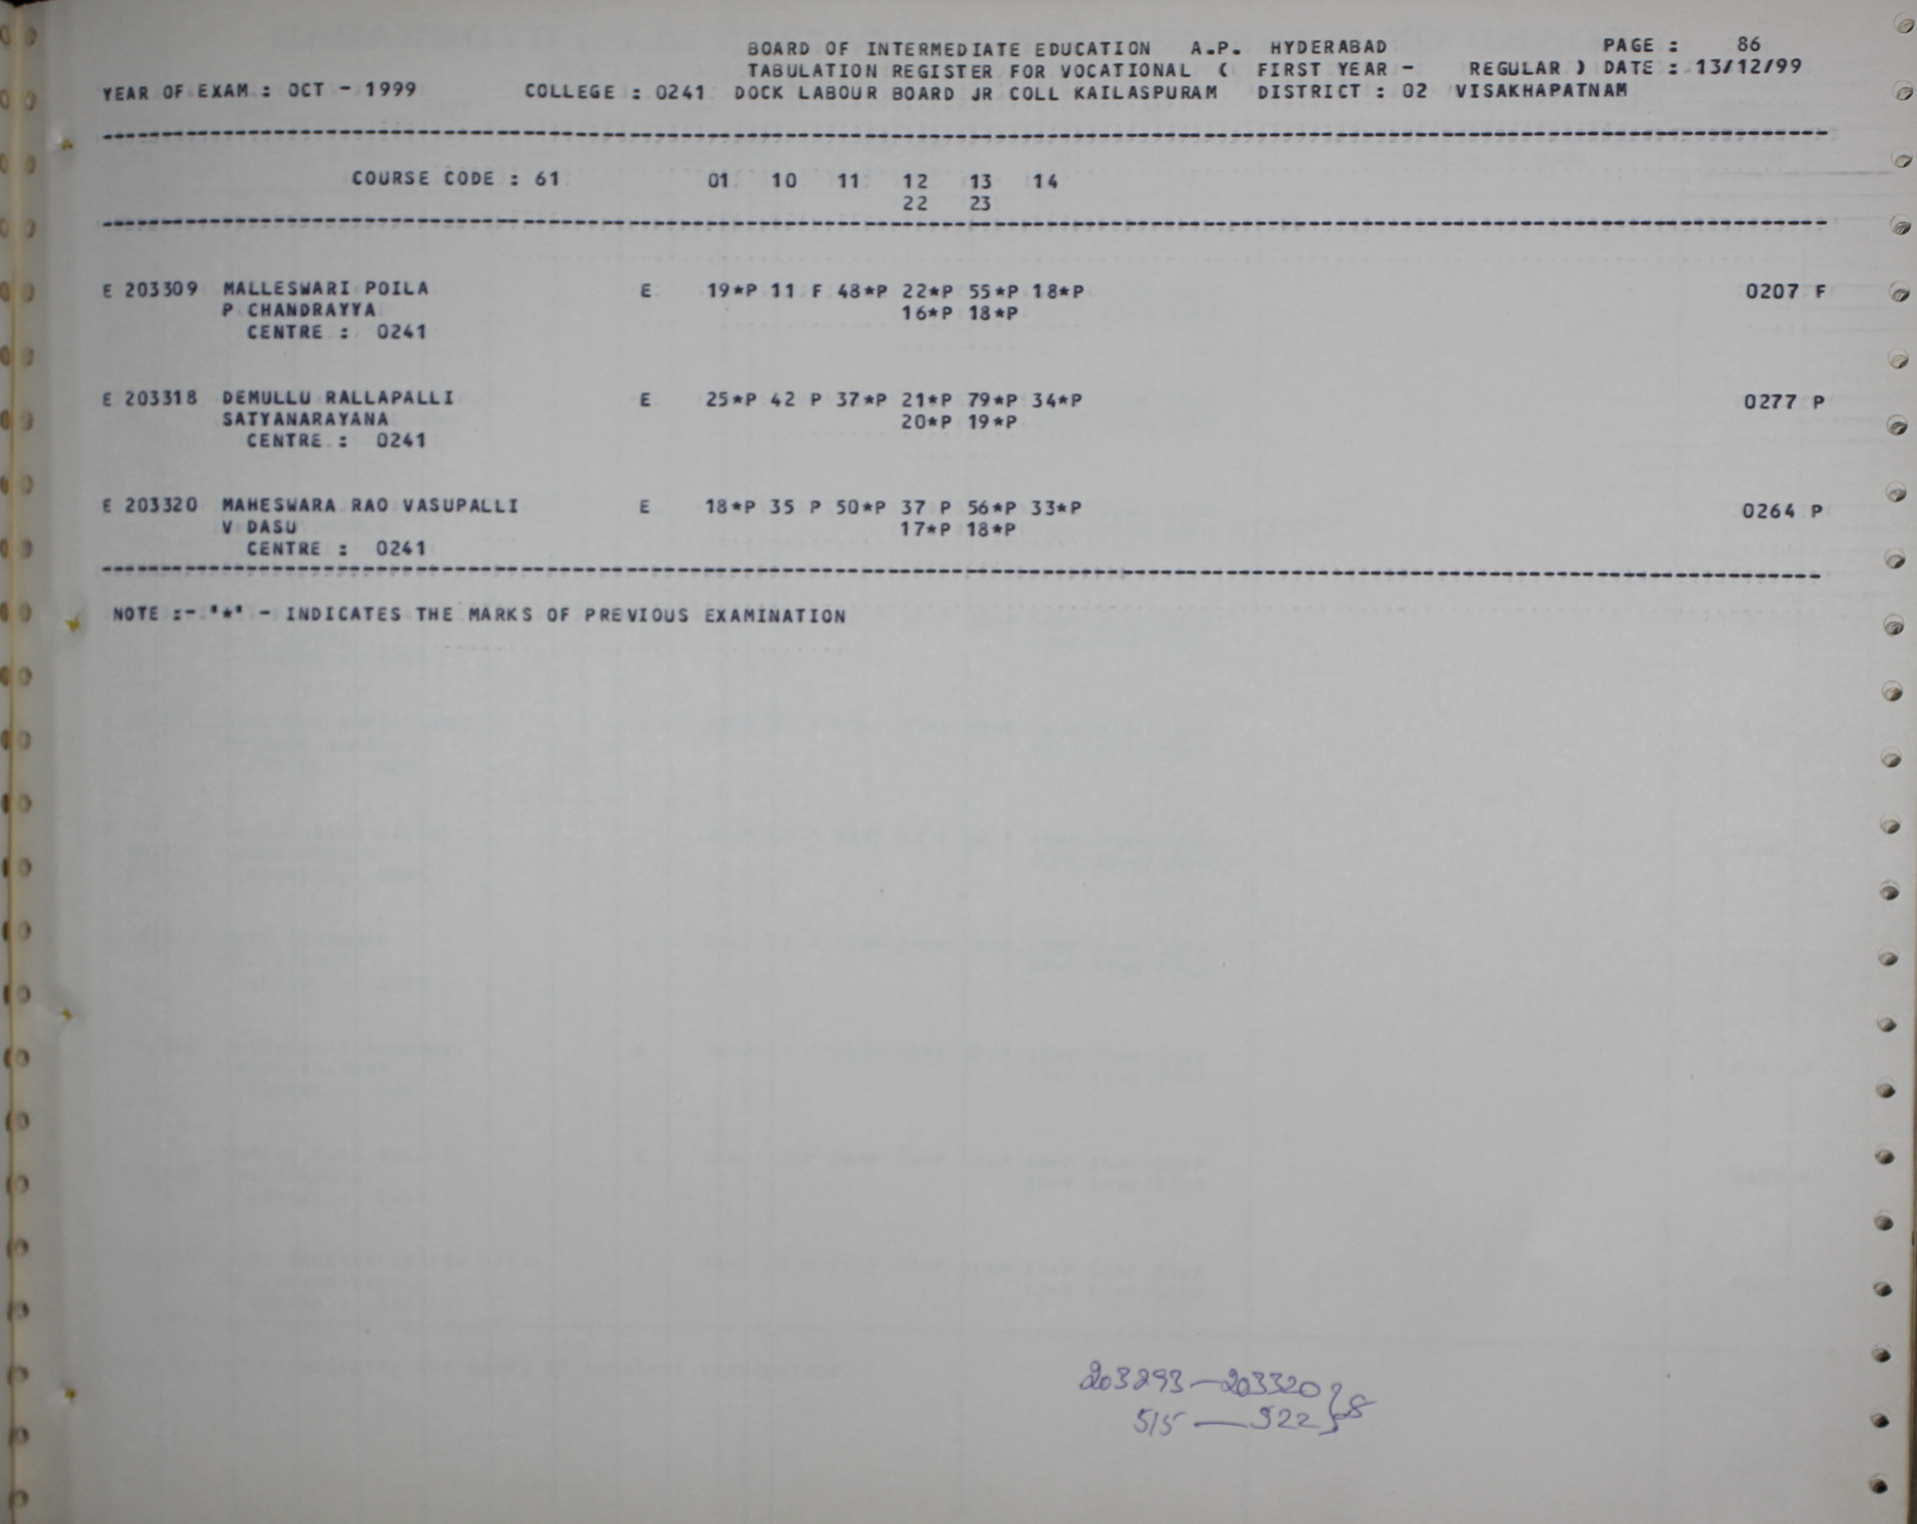 BOARD OF INTERMEDIATE EDUCATION A.P. HYDERABAD PAGE : 86
TABULATION REGISTER FOR VOCATIONAL ( FIRST YEAR - REGULAR ) DATE : 13/12/99
YEAR OF EXAM : OCT - 1999 COLLEGE : 0241 DOCK LABOUR BOARD JR COLL KAILASPURAM DISTRICT : 02 VISAKHAPATNAM
COURSE CODE : 61 01 10 11 12 13 14
22 23
E 203309 MALLESWARI POILA E 19*P 11 F 48*P 22*P 55*P 18*P 0207 F
P CHANDRAYYA 16*P 18*P
CENTRE : 0241
E 203318 DEMULLU RALLAPALLI E 25*P 42 P 37*P 21*P 79*P 34*P 0277 P
SATYANARAYANA 20*P 19*P
CENTRE : 0241
E 203320 MAHESWARA RAO VASUPALLI E 18*P 35 P 50*P 37 P 56*P 33*P 0264 P
V DASU 17*P 18*P
CENTRE : 0241
NOTE :- '*' - INDICATES THE MARKS OF PREVIOUS EXAMINATION
203293 — 203320 } 8
515 — 522